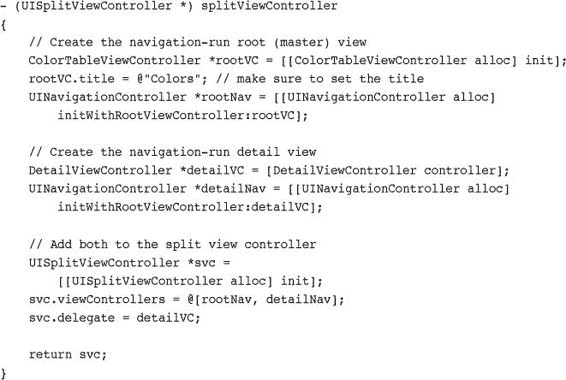 - (UISplitViewController *) splitViewController
{
    // Create the navigation-run root (master) view
    ColorTableViewController *rootVC = [[ColorTableViewController alloc] init];
    rootVC.title = @"Colors"; // make sure to set the title
    UINavigationController *rootNav = [[UINavigationController alloc]
        initWithRootViewController:rootVC];

    // Create the navigation-run detail view
    DetailViewController *detailVC = [DetailViewController controller];
    UINavigationController *detailNav = [[UINavigationController alloc]
        initWithRootViewController:detailVC];

    // Add both to the split view controller
    UISplitViewController *svc =
        [[UISplitViewController alloc] init];
    svc.viewControllers = @[rootNav, detailNav];
    svc.delegate = detailVC;

    return svc;
}